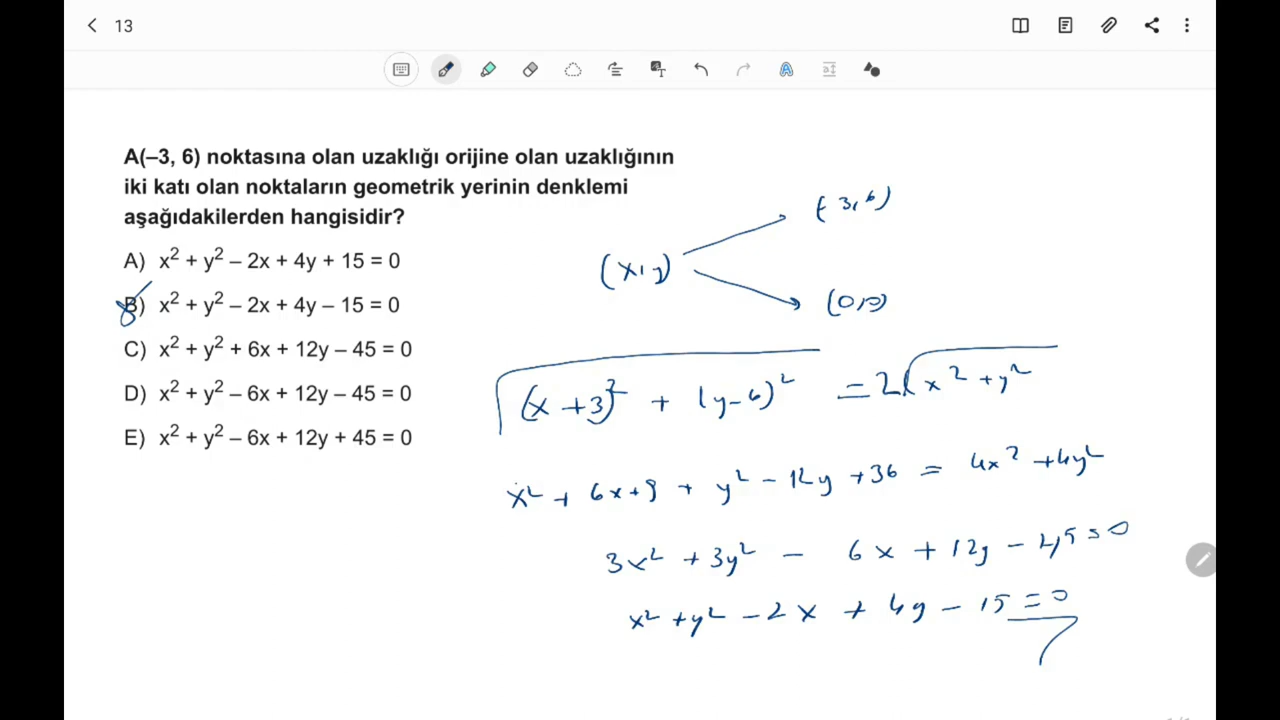 13
A(–3, 6) noktasına olan uzaklığı orijine olan uzaklığının
iki katı olan noktaların geometrik yerinin denklemi
aşağıdakilerden hangisidir?
A) x² + y² – 2x + 4y + 15 = 0
B) x² + y² – 2x + 4y – 15 = 0
C) x² + y² + 6x + 12y – 45 = 0
D) x² + y² – 6x + 12y – 45 = 0
E) x² + y² – 6x + 12y + 45 = 0
(-3,6)
(x,y)
(0,0)
√(x+3)² + (y-6)² = 2√x² + y²
x² + 6x+9 + y² - 12y +36 = 4x² +4y²
3x² + 3y² - 6x + 12y - 45 = 0
x² + y² - 2x + 4y - 15 = 0